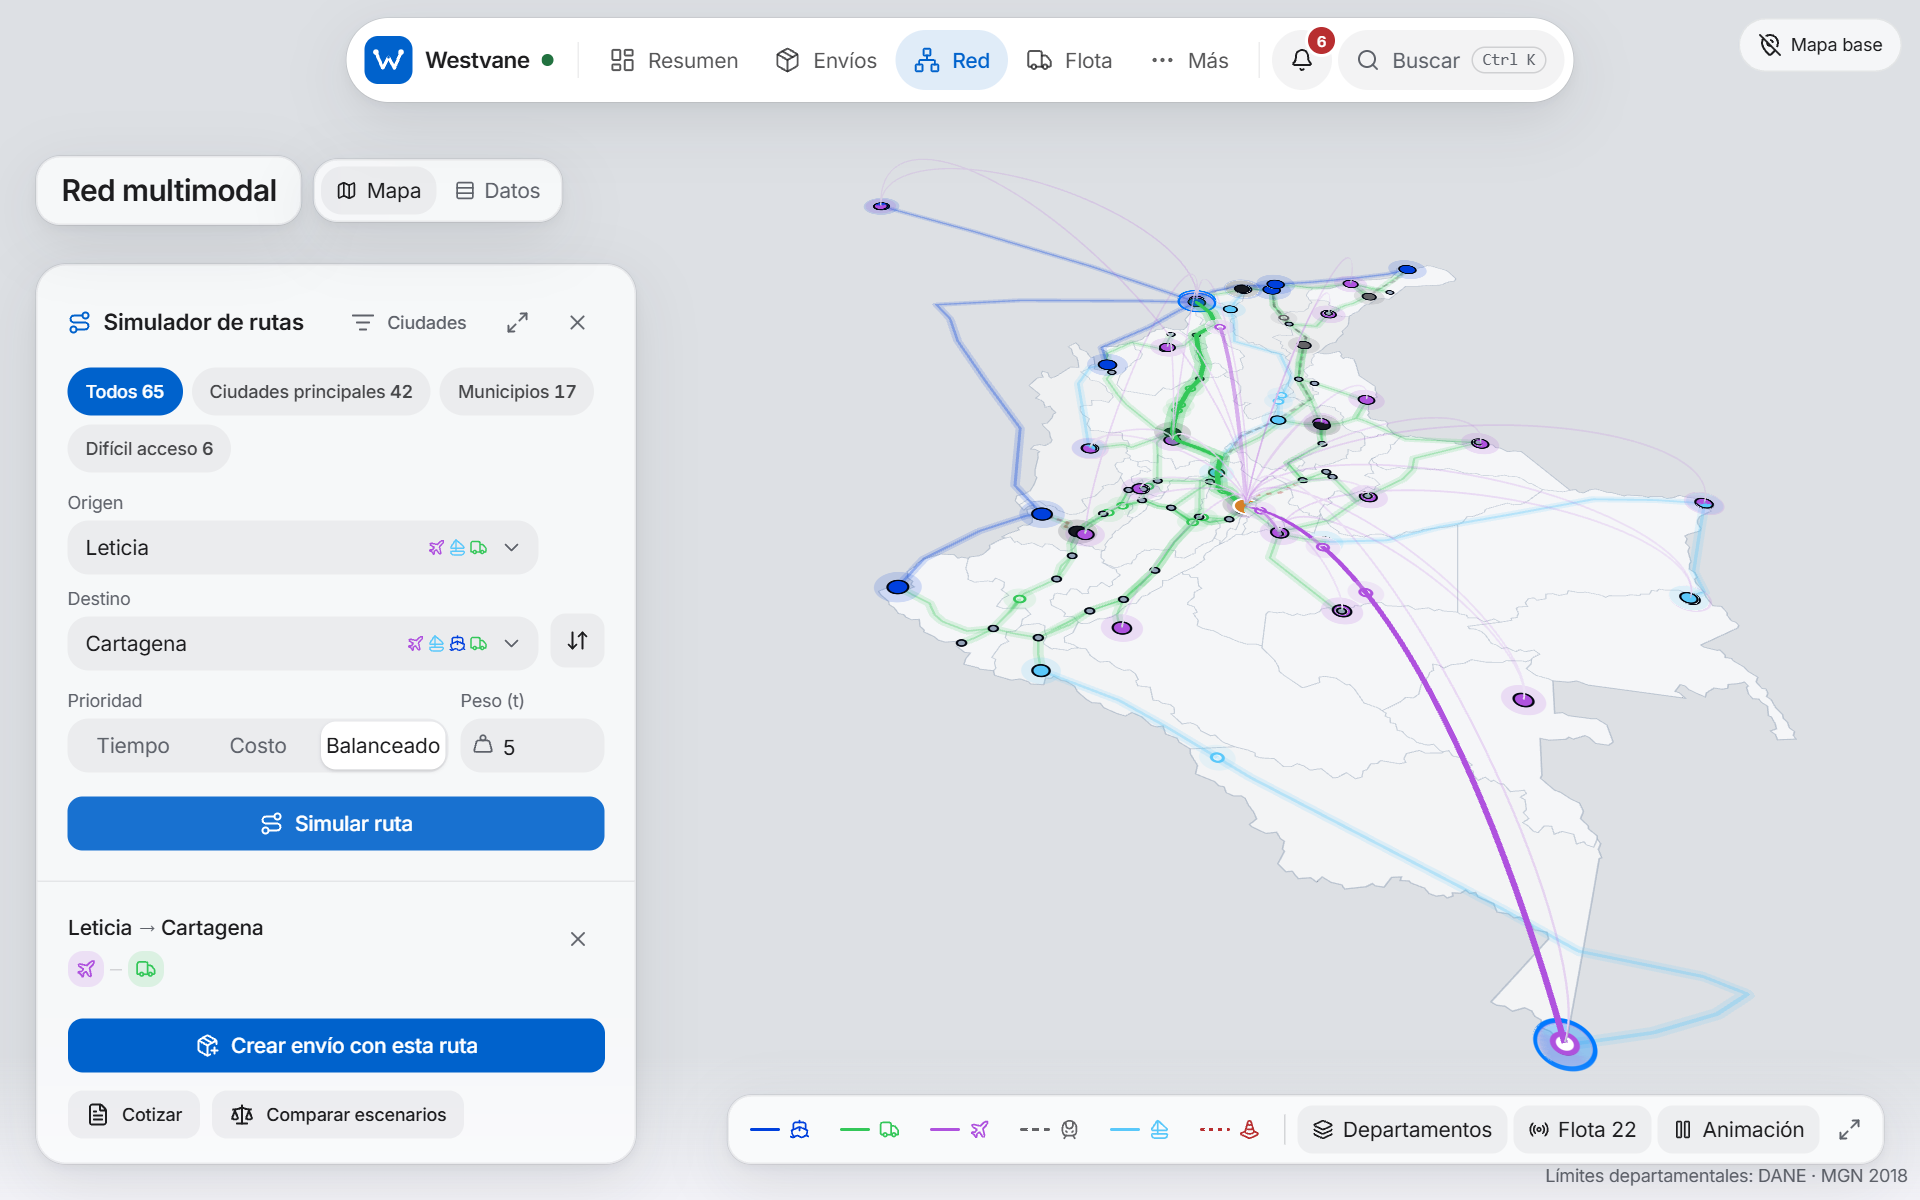 Westvane
Resumen
Envíos
Red
Flota
Más
6
Buscar
Ctrl K
Mapa base
Red multimodal
Mapa
Datos
Simulador de rutas
Ciudades
Todos 65
Ciudades principales 42
Municipios 17
Difícil acceso 6
Origen
Leticia
Destino
Cartagena
Prioridad
Peso (t)
Tiempo
Costo
Balanceado
5
Simular ruta
Leticia → Cartagena
Crear envío con esta ruta
Cotizar
Comparar escenarios
Departamentos
Flota 22
Animación
Límites departamentales: DANE · MGN 2018